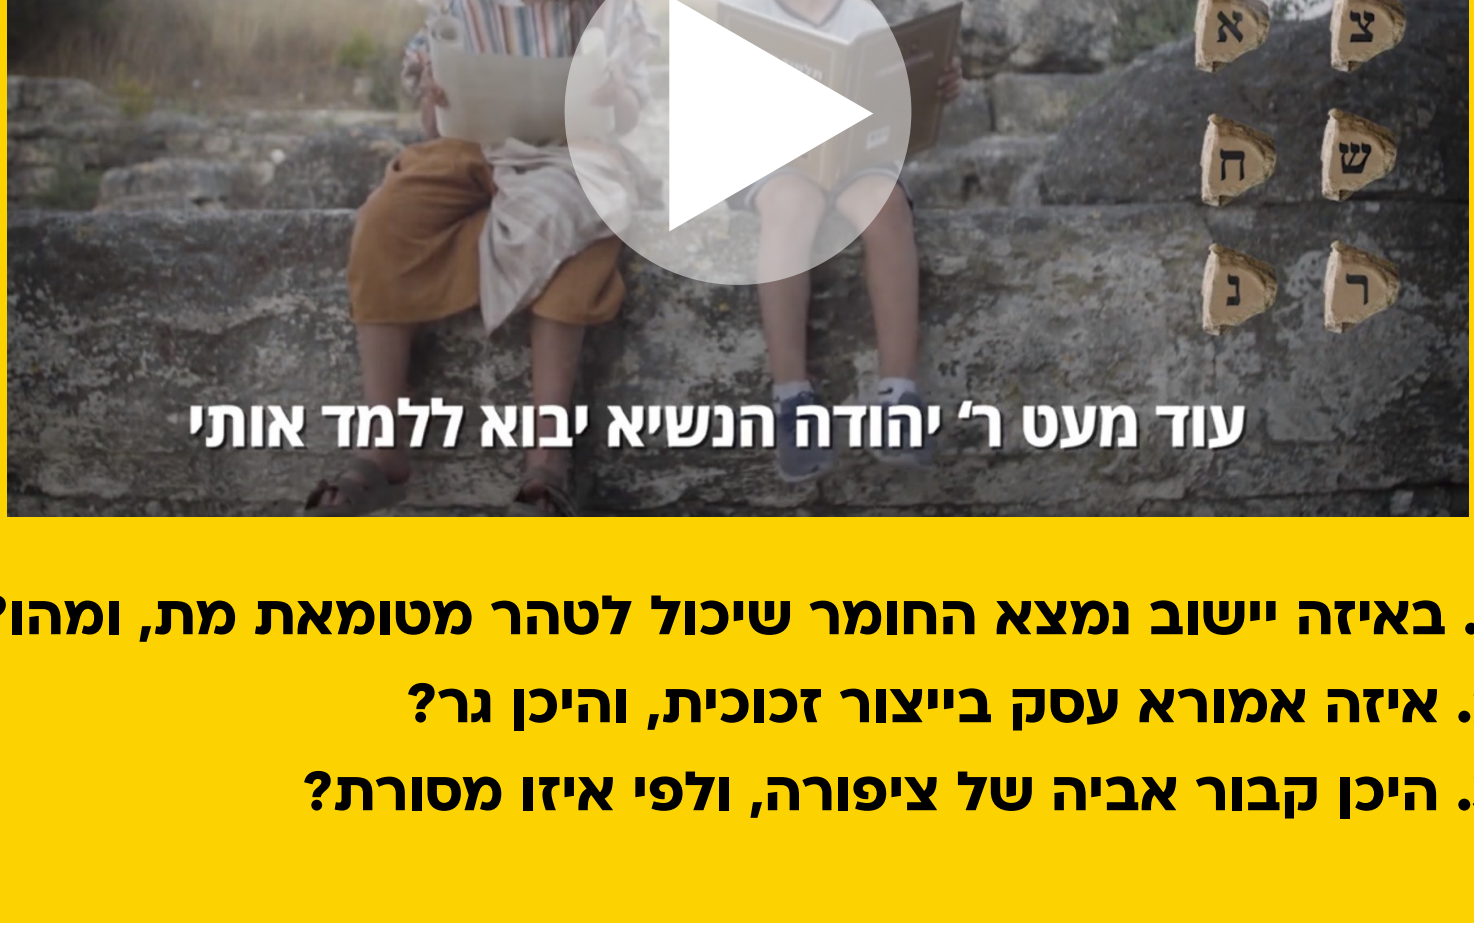 א צ
ח ש
נ ר
עוד מעט ר׳ יהודה הנשיא יבוא ללמד אותי
. באיזה יישוב נמצא החומר שיכול לטהר מטומאת מת, ומהו?
. איזה אמורא עסק בייצור זכוכית, והיכן גר?
. היכן קבור אביה של ציפורה, ולפי איזו מסורת?